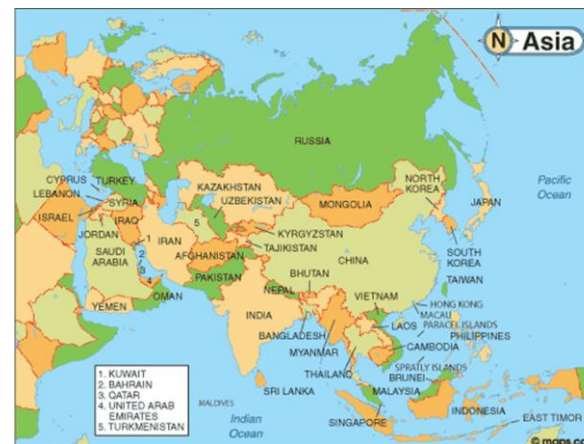 N Asia
RUSSIA
Pacific
Ocean
CYPRUS
TURKEY
LEBANON
SYRIA
ISRAEL
IRAQ
JORDAN
SAUDI
ARABIA
YEMEN
OMAN
1
2
3
4
IRAN
5
KAZAKHSTAN
UZBEKISTAN
KYRGYZSTAN
TAJIKISTAN
AFGHANISTAN
PAKISTAN
MONGOLIA
CHINA
NORTH
KOREA
JAPAN
SOUTH
KOREA
TAIWAN
NEPAL
BHUTAN
INDIA
BANGLADESH
MYANMAR
VIETNAM
HONG KONG
MACAU
PARACEL ISLANDS
PHILIPPINES
LAOS
CAMBODIA
THAILAND
SPRATLY ISLANDS
BRUNEI
MALAYSIA
SRI LANKA
MALDIVES
SINGAPORE
INDONESIA
EAST TIMOR
Indian
Ocean
1. KUWAIT
2. BAHRAIN
3. QATAR
4. UNITED ARAB
EMIRATES
5. TURKMENISTAN